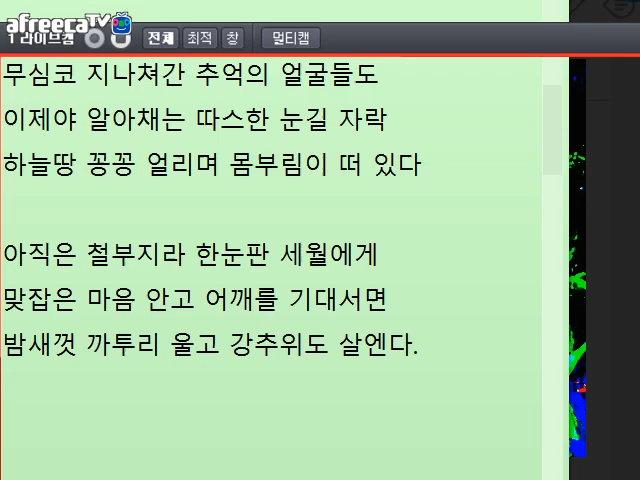 afreecaTV
1 라이브캠 전체 최적 창 멀티캠
무심코 지나쳐간 추억의 얼굴들도
이제야 알아채는 따스한 눈길 자락
하늘땅 꽁꽁 얼리며 몸부림이 떠 있다
아직은 철부지라 한눈판 세월에게
맞잡은 마음 안고 어깨를 기대서면
밤새껏 까투리 울고 강추위도 살엔다.